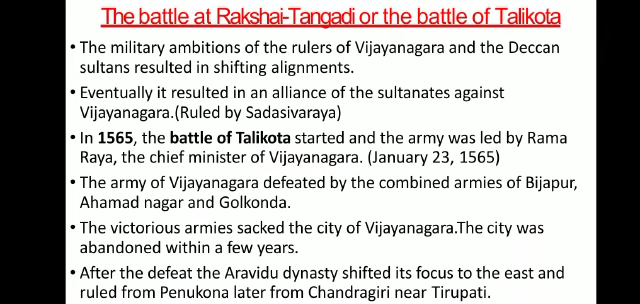 The battle at Rakshai-Tangadi or the battle of Talikota
• The military ambitions of the rulers of Vijayanagara and the Deccan
sultans resulted in shifting alignments.
• Eventually it resulted in an alliance of the sultanates against
Vijayanagara.(Ruled by Sadasivaraya)
• In 1565, the battle of Talikota started and the army was led by Rama
Raya, the chief minister of Vijayanagara. (January 23, 1565)
• The army of Vijayanagara defeated by the combined armies of Bijapur,
Ahamad nagar and Golkonda.
• The victorious armies sacked the city of Vijayanagara.The city was
abandoned within a few years.
• After the defeat the Aravidu dynasty shifted its focus to the east and
ruled from Penukona later from Chandragiri near Tirupati.